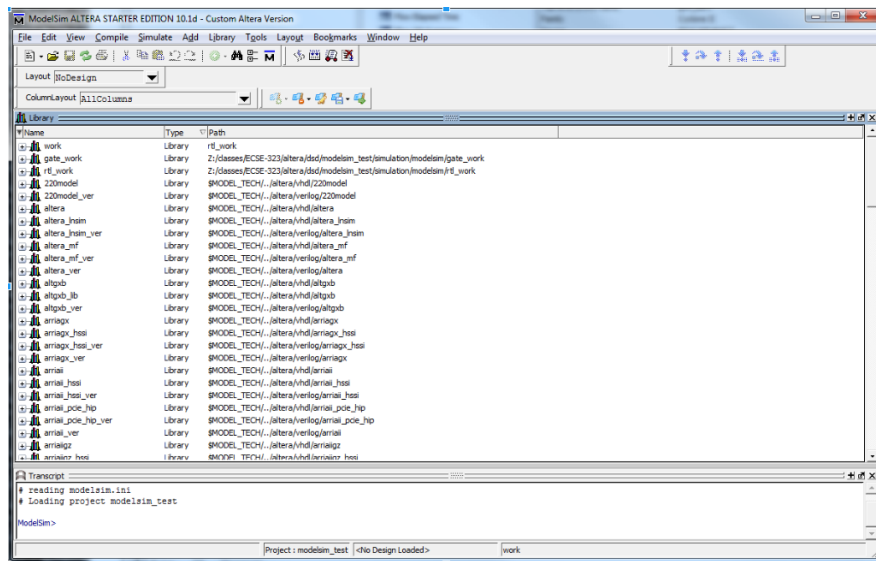 ModelSim ALTERA STARTER EDITION 10.1d - Custom Altera Version
File Edit View Compile Simulate Add Library Tools Layout Bookmarks Window Help
Layout NoDesign
ColumnLayout AllColumns
Library
Name Type Path
work Library rtl_work
gate_work Library Z:/classes/ECSE-323/altera/dsd/modelsim_test/simulation/modelsim/gate_work
rtl_work Library Z:/classes/ECSE-323/altera/dsd/modelsim_test/simulation/modelsim/rtl_work
220model Library $MODEL_TECH/../altera/vhdl/220model
220model_ver Library $MODEL_TECH/../altera/verilog/220model
altera Library $MODEL_TECH/../altera/vhdl/altera
altera_lnsim Library $MODEL_TECH/../altera/vhdl/altera_lnsim
altera_lnsim_ver Library $MODEL_TECH/../altera/verilog/altera_lnsim
altera_mf Library $MODEL_TECH/../altera/vhdl/altera_mf
altera_mf_ver Library $MODEL_TECH/../altera/verilog/altera_mf
altera_ver Library $MODEL_TECH/../altera/verilog/altera
altgxb Library $MODEL_TECH/../altera/vhdl/altgxb
altgxb_lib Library $MODEL_TECH/../altera/vhdl/altgxb
altgxb_ver Library $MODEL_TECH/../altera/verilog/altgxb
arriagx Library $MODEL_TECH/../altera/vhdl/arriagx
arriagx_hssi Library $MODEL_TECH/../altera/vhdl/arriagx_hssi
arriagx_hssi_ver Library $MODEL_TECH/../altera/verilog/arriagx_hssi
arriagx_ver Library $MODEL_TECH/../altera/verilog/arriagx
arriaii Library $MODEL_TECH/../altera/vhdl/arriaii
arriaii_hssi Library $MODEL_TECH/../altera/vhdl/arriaii_hssi
arriaii_hssi_ver Library $MODEL_TECH/../altera/verilog/arriaii_hssi
arriaii_pcie_hip Library $MODEL_TECH/../altera/vhdl/arriaii_pcie_hip
arriaii_pcie_hip_ver Library $MODEL_TECH/../altera/verilog/arriaii_pcie_hip
arriaii_ver Library $MODEL_TECH/../altera/verilog/arriaii
arriaiigz Library $MODEL_TECH/../altera/vhdl/arriaiigz
arriaiigz_hssi Library $MODEL_TECH/../altera/vhdl/arriaiigz_hssi
Transcript
# reading modelsim.ini
# Loading project modelsim_test
ModelSim>
Project : modelsim_test <No Design Loaded> work